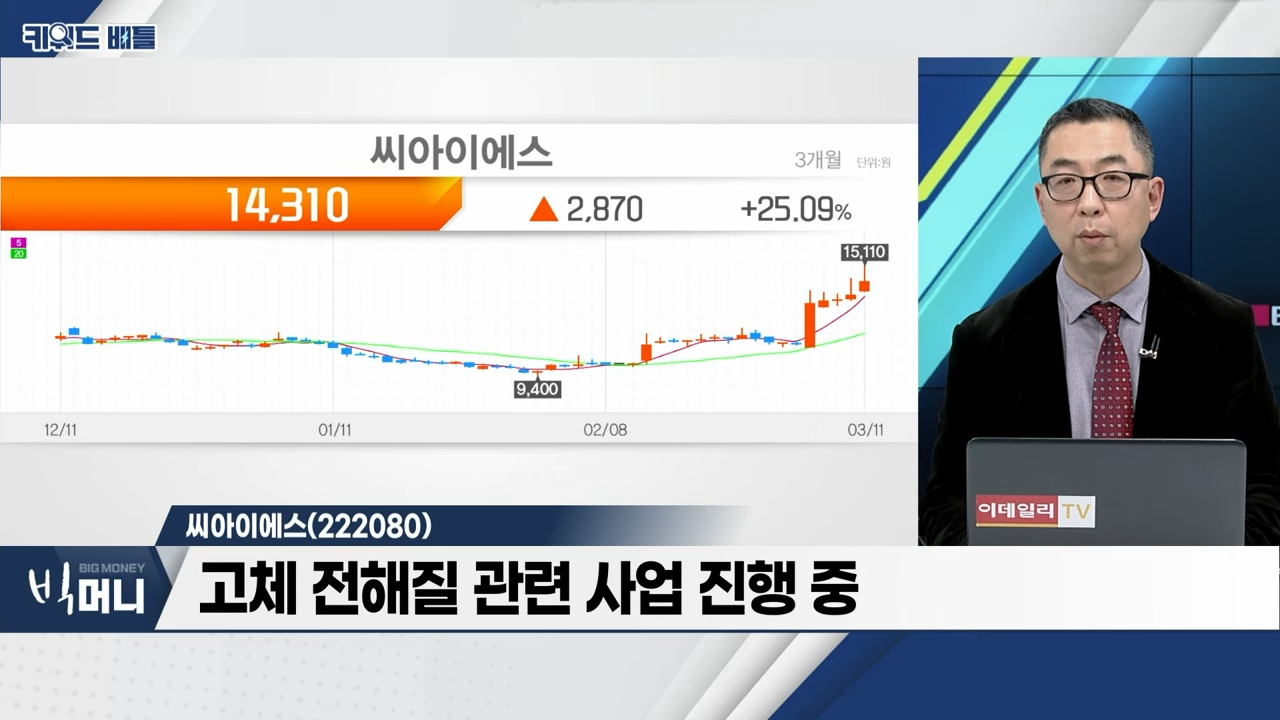 키워드 배틀
씨아이에스
3개월 단위:원
14,310 ▲ 2,870 +25.09%
5
20
15,110
9,400
12/11 01/11 02/08 03/11
이데일리 TV
씨아이에스(222080)
BIG MONEY
빅머니
고체 전해질 관련 사업 진행 중